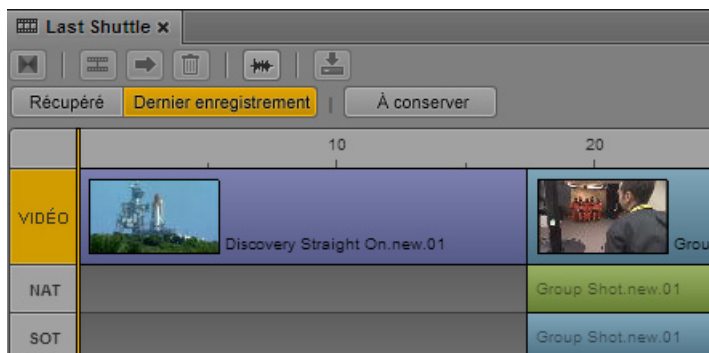 Last Shuttle ×
Récupéré Dernier enregistrement | À conserver
10 20
VIDÉO Discovery Straight On.new.01 Grou
NAT Group Shot.new.01
SOT Group Shot.new.01